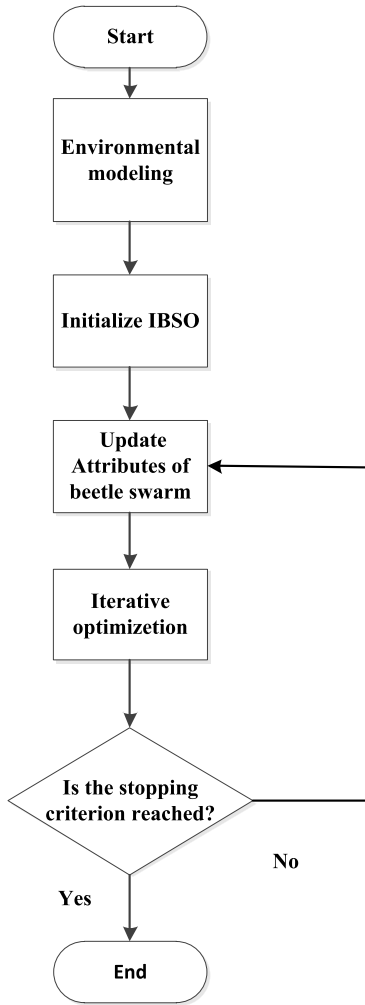 Start
Environmental
modeling
Initialize IBSO
Update
Attributes of
beetle swarm
Iterative
optimizetion
Is the stopping
criterion reached?
No
Yes
End